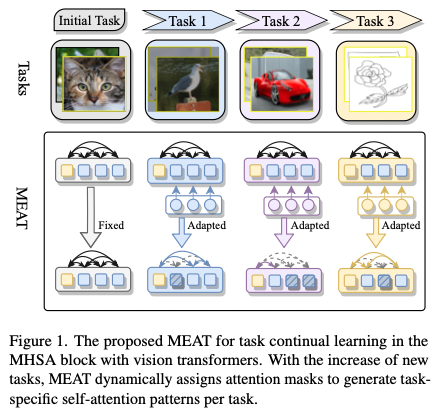 Initial Task
Task 1
Task 2
Task 3
Tasks
MEAT
Fixed
Adapted
Adapted
Adapted
Figure 1. The proposed MEAT for task continual learning in the
MHSA block with vision transformers. With the increase of new
tasks, MEAT dynamically assigns attention masks to generate task-
specific self-attention patterns per task.